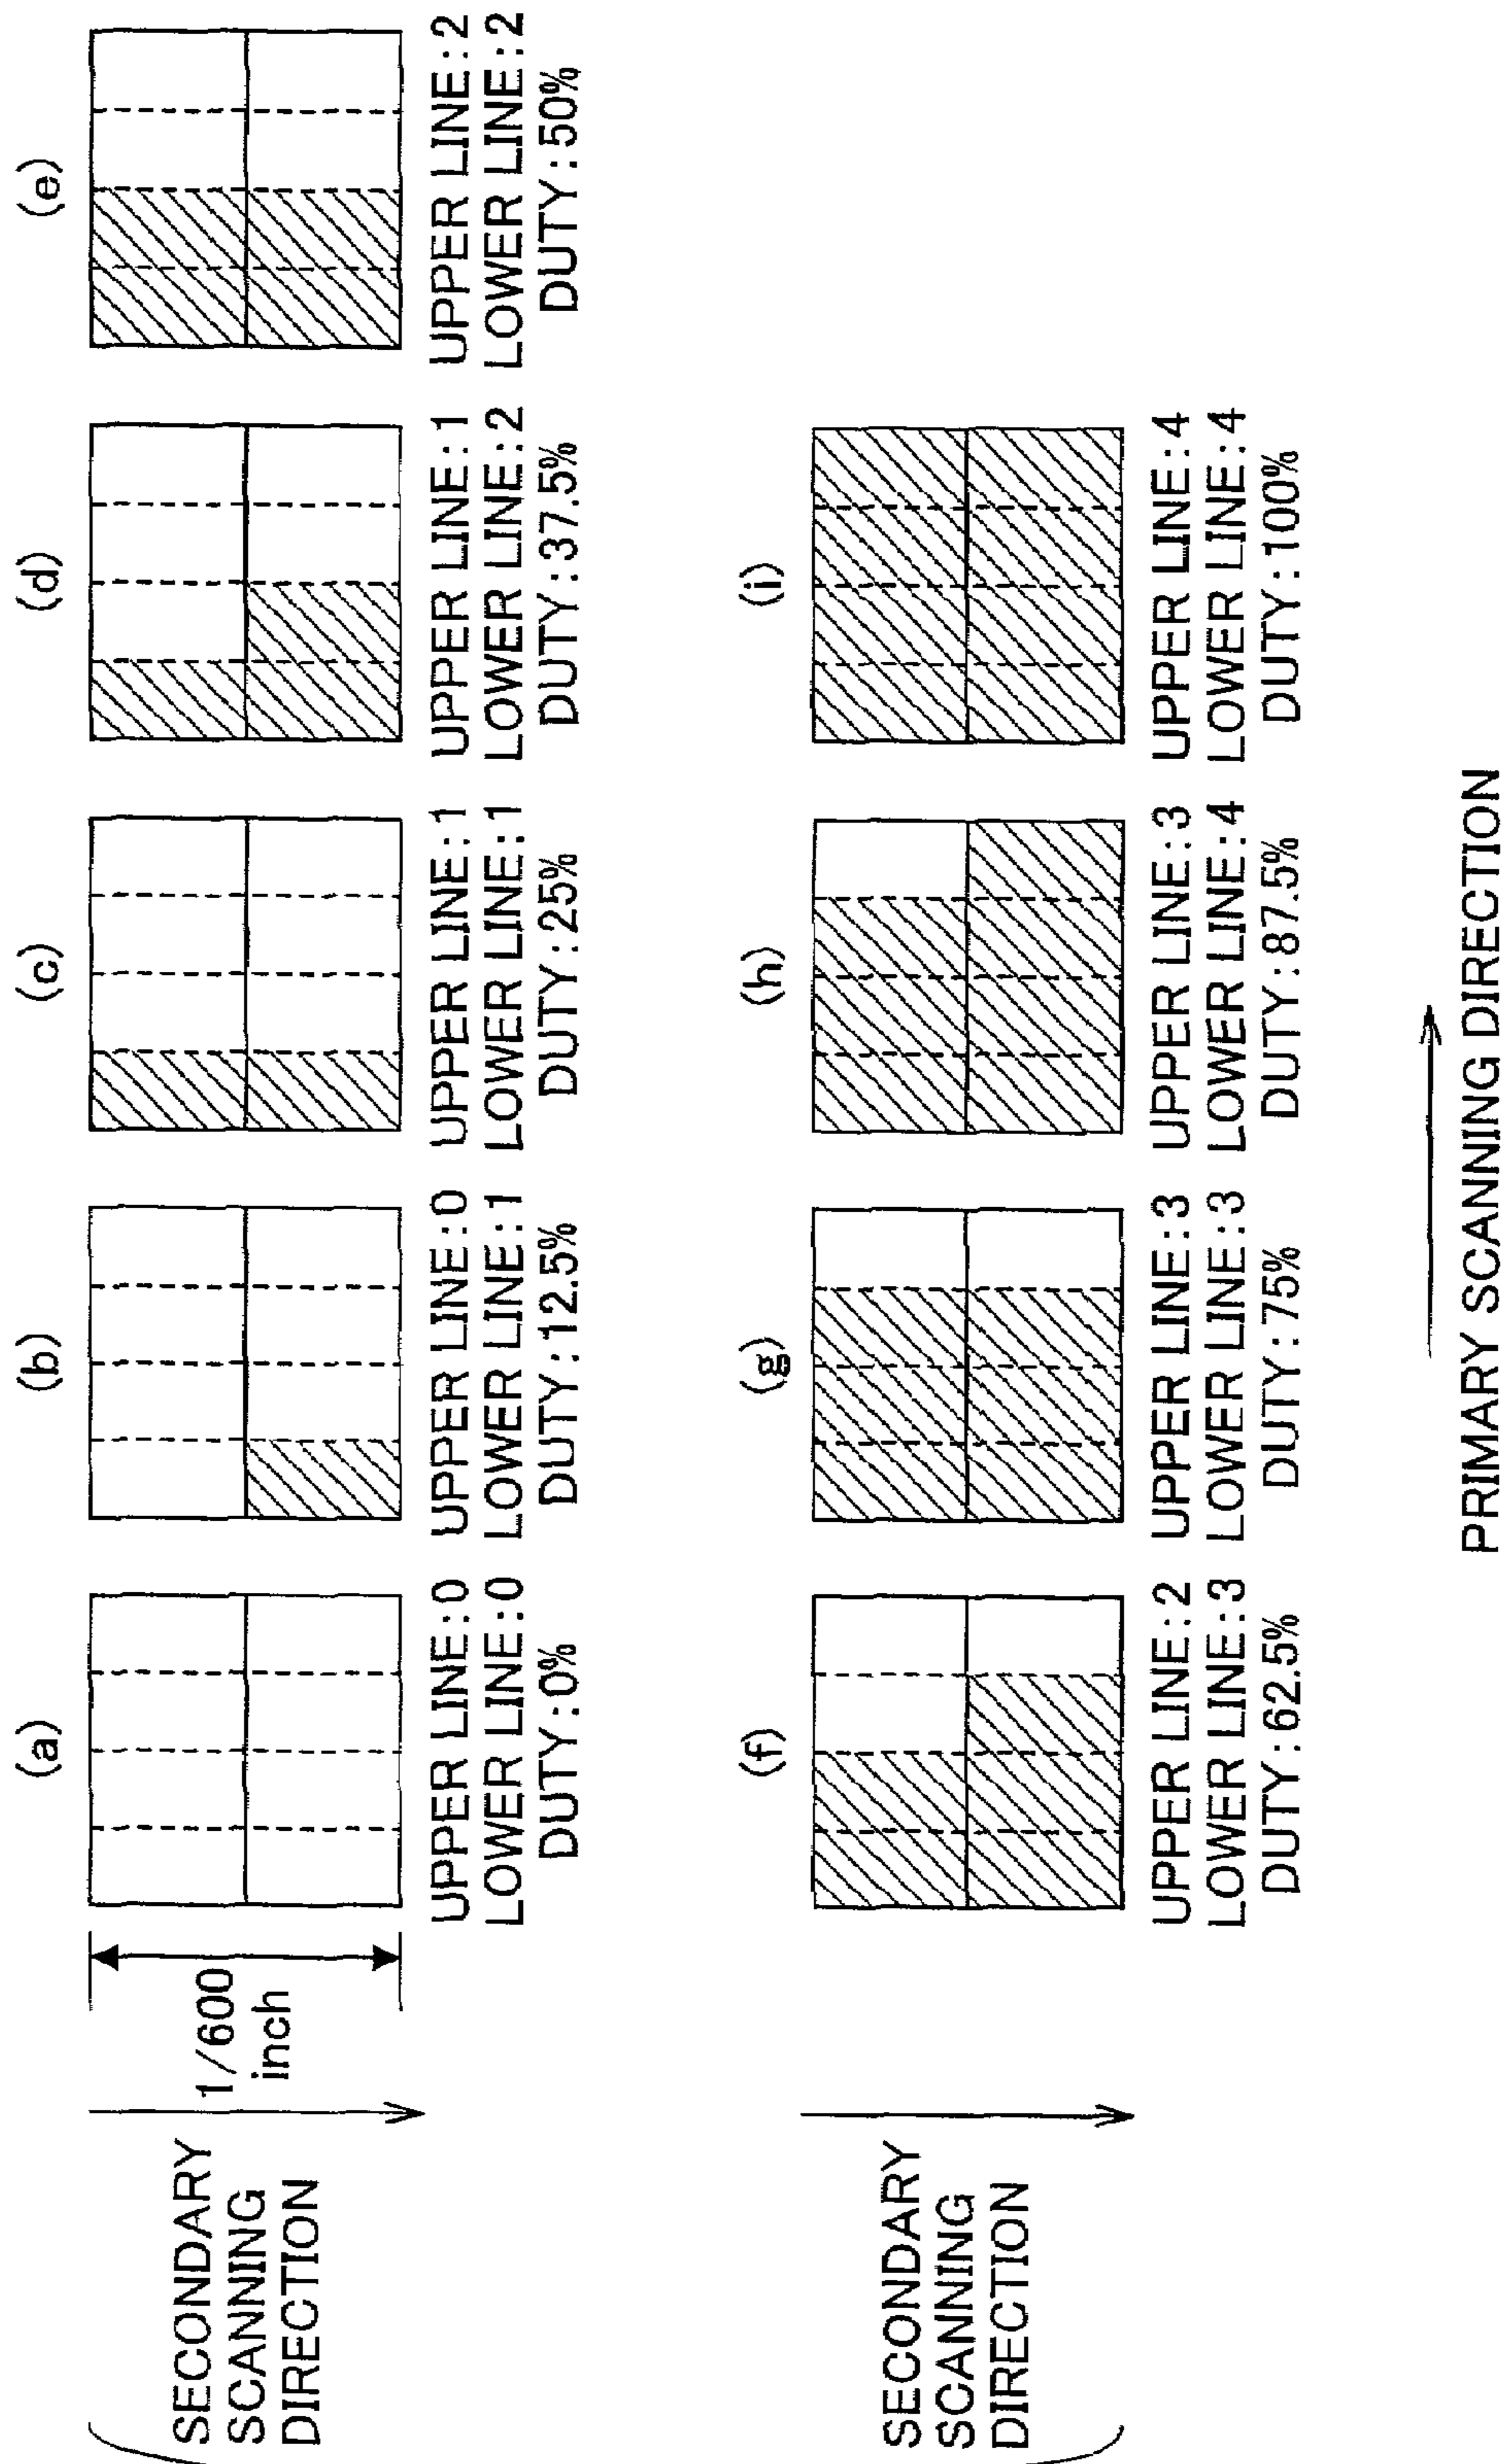 (a)
(b)
(c)
(d)
(e)
SECONDARY
SCANNING
DIRECTION
1/600
inch
UPPER LINE:0
LOWER LINE:0
DUTY:0%
UPPER LINE:0
LOWER LINE:1
DUTY:12.5%
UPPER LINE:1
LOWER LINE:1
DUTY:25%
UPPER LINE:1
LOWER LINE:2
DUTY:37.5%
UPPER LINE:2
LOWER LINE:2
DUTY:50%
(f)
(g)
(h)
(i)
SECONDARY
SCANNING
DIRECTION
UPPER LINE:2
LOWER LINE:3
DUTY:62.5%
UPPER LINE:3
LOWER LINE:3
DUTY:75%
UPPER LINE:3
LOWER LINE:4
DUTY:87.5%
UPPER LINE:4
LOWER LINE:4
DUTY:100%
PRIMARY SCANNING DIRECTION